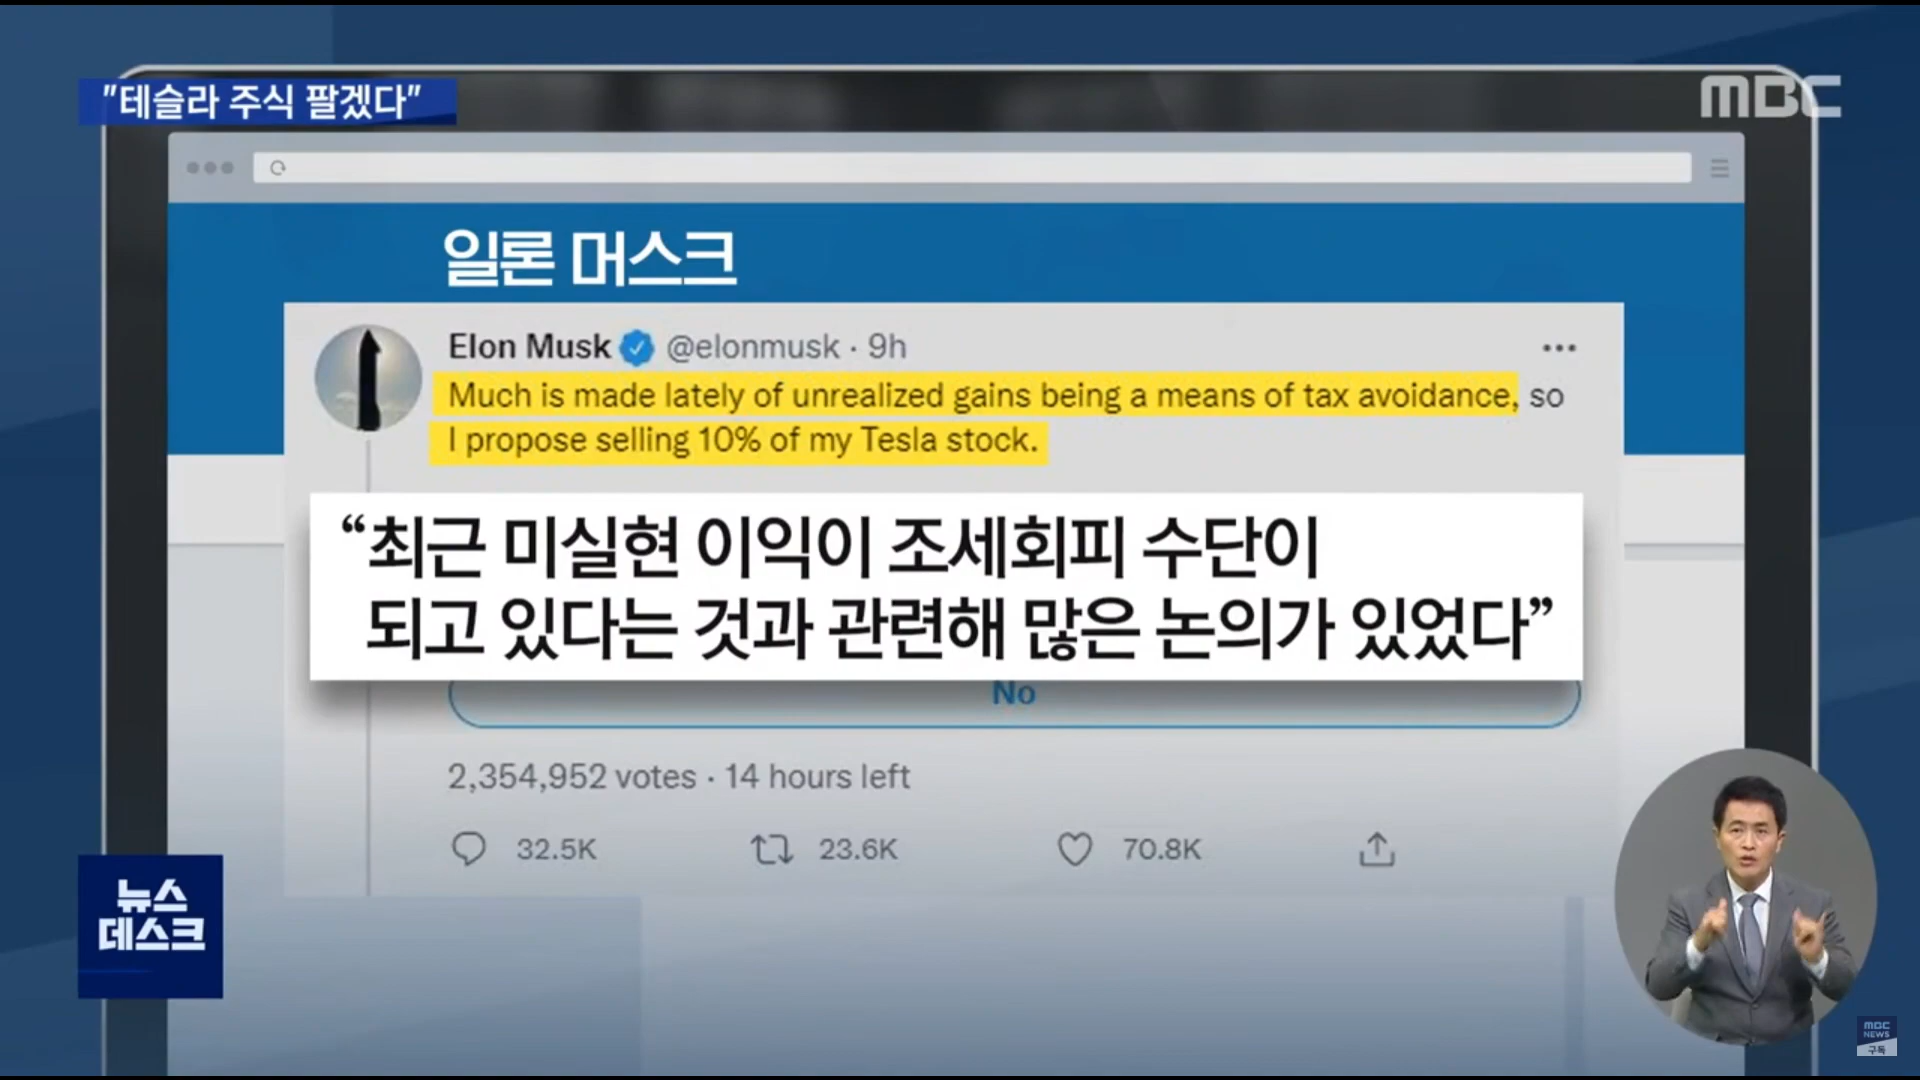 "테슬라 주식 팔겠다"
MBC
일론 머스크
Elon Musk @elonmusk · 9h
Much is made lately of unrealized gains being a means of tax avoidance, so
I propose selling 10% of my Tesla stock.
“최근 미실현 이익이 조세회피 수단이
되고 있다는 것과 관련해 많은 논의가 있었다”
No
2,354,952 votes · 14 hours left
32.5K 23.6K 70.8K
뉴스
데스크
MBC
NEWS
구독